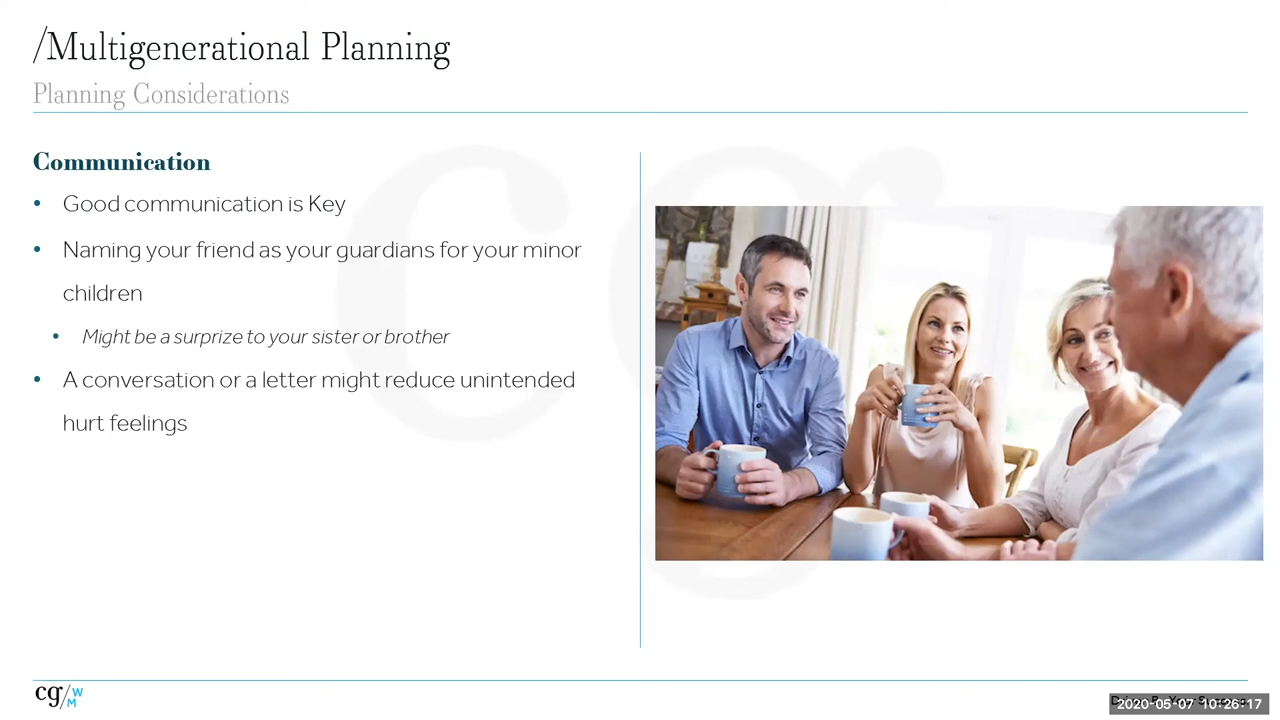 /Multigenerational Planning
Planning Considerations
Communication
• Good communication is Key
• Naming your friend as your guardians for your minor
children
• Might be a surprize to your sister or brother
• A conversation or a letter might reduce unintended
hurt feelings
cg/WM
2020-05-07 10:26:17